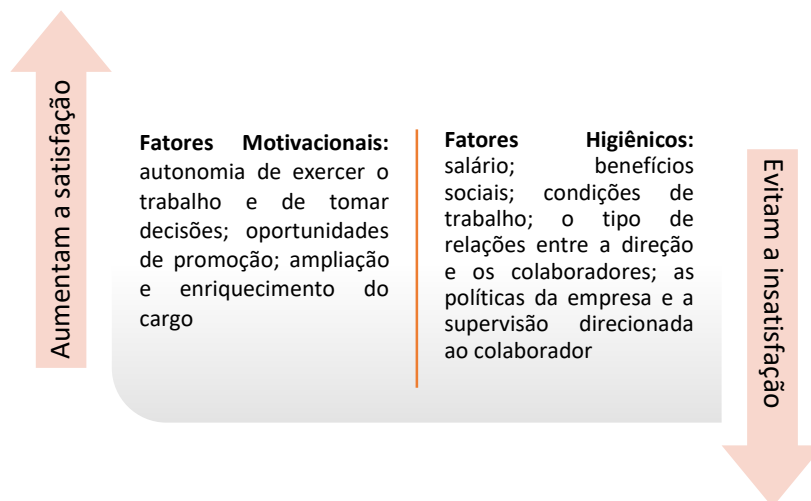 Aumentam a satisfação
Fatores Motivacionais:
autonomia de exercer o
trabalho e de tomar
decisões; oportunidades
de promoção; ampliação
e enriquecimento do
cargo
Fatores Higiênicos:
salário; benefícios
sociais; condições de
trabalho; o tipo de
relações entre a direção
e os colaboradores; as
políticas da empresa e a
supervisão direcionada
ao colaborador
Evitam a insatisfação